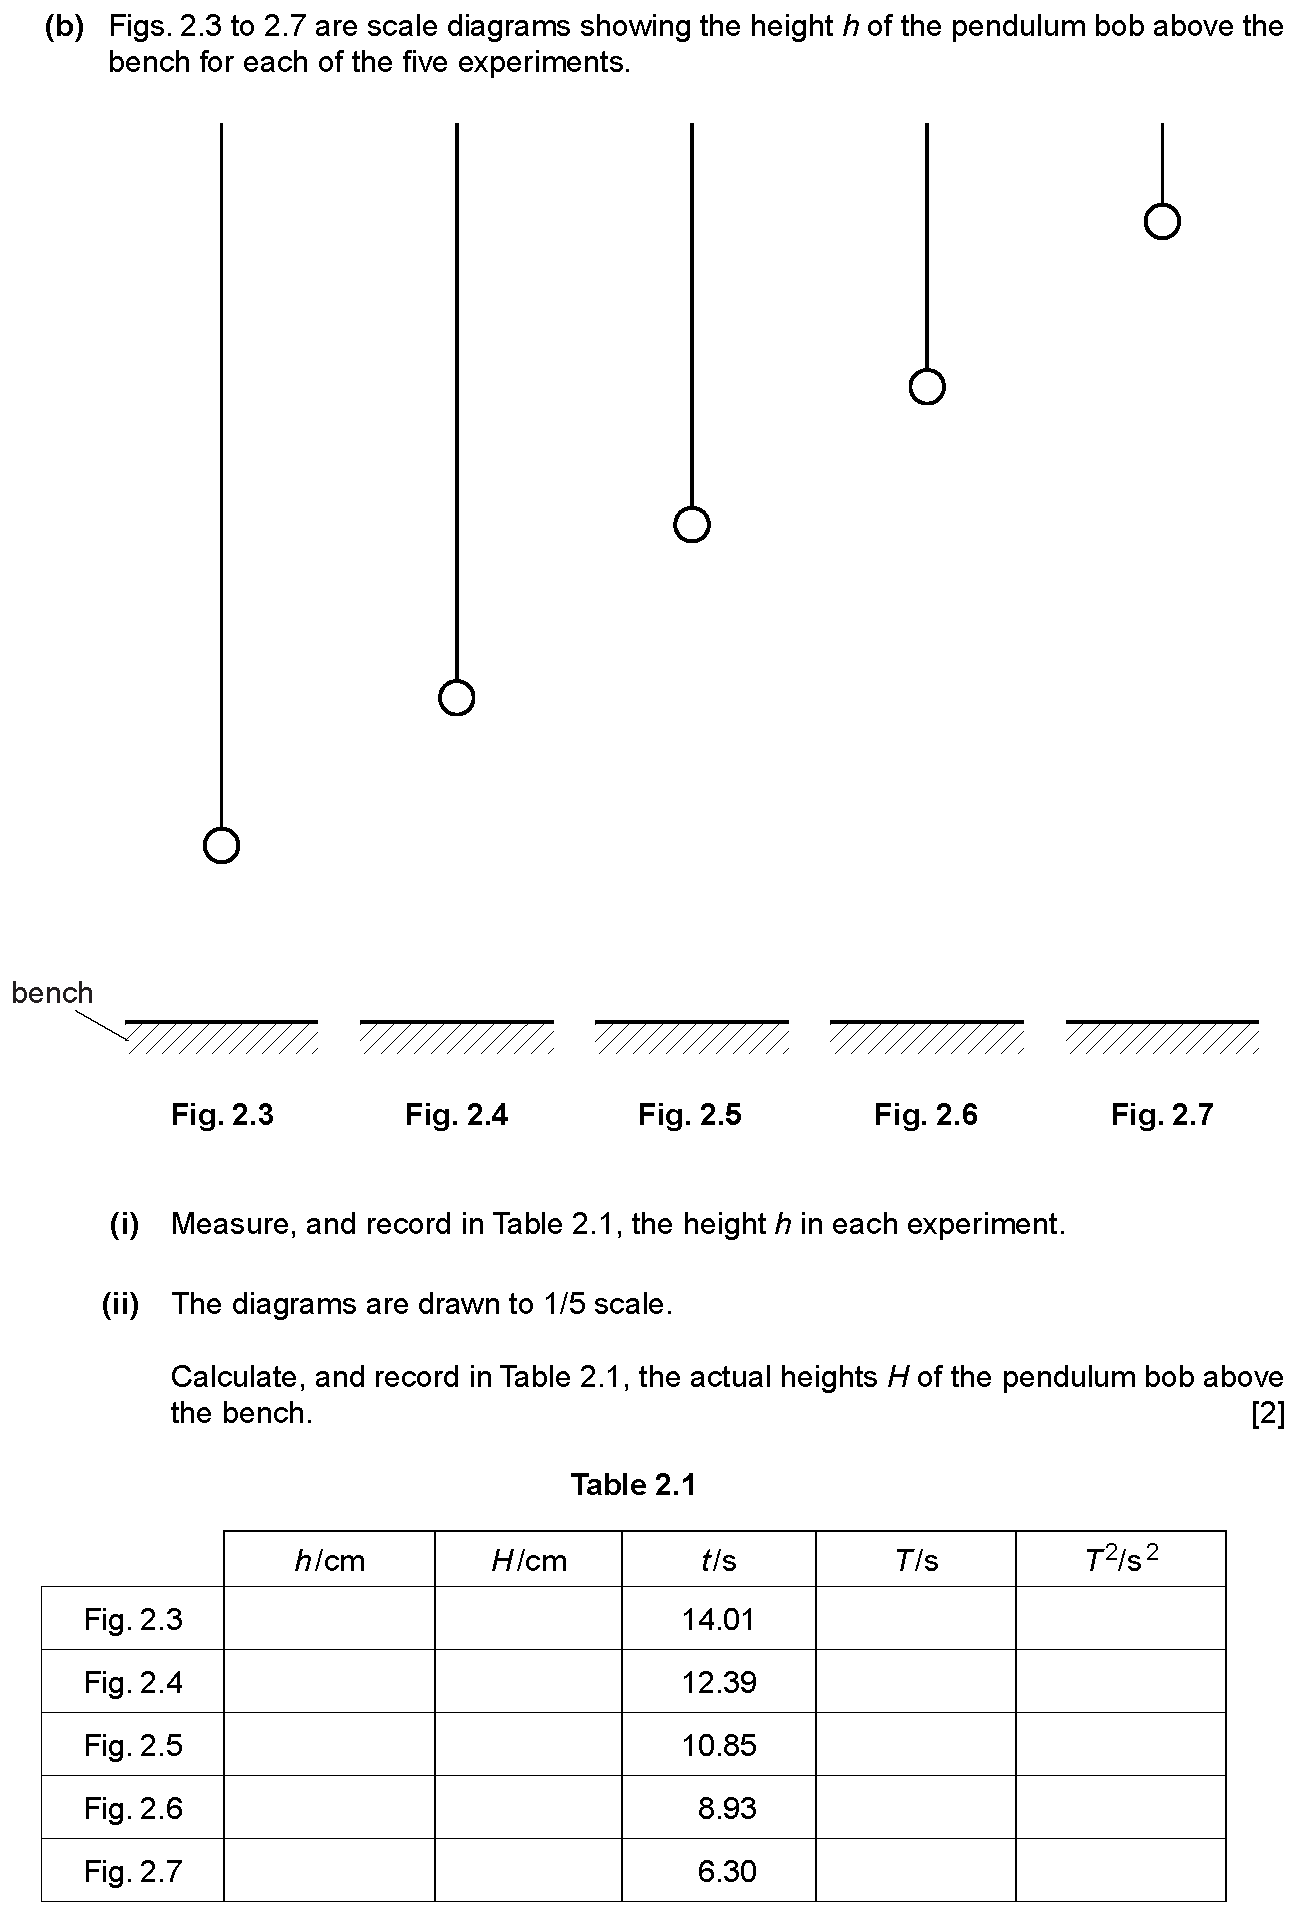 (b) Figs. 2.3 to 2.7 are scale diagrams showing the height h of the pendulum bob above the
bench for each of the five experiments.
bench
Fig. 2.3 Fig. 2.4 Fig. 2.5 Fig. 2.6 Fig. 2.7
(i) Measure, and record in Table 2.1, the height h in each experiment.
(ii) The diagrams are drawn to 1/5 scale.
Calculate, and record in Table 2.1, the actual heights H of the pendulum bob above
the bench. [2]
Table 2.1
h/cm H/cm t/s T/s T²/s²
Fig. 2.3 14.01
Fig. 2.4 12.39
Fig. 2.5 10.85
Fig. 2.6 8.93
Fig. 2.7 6.30